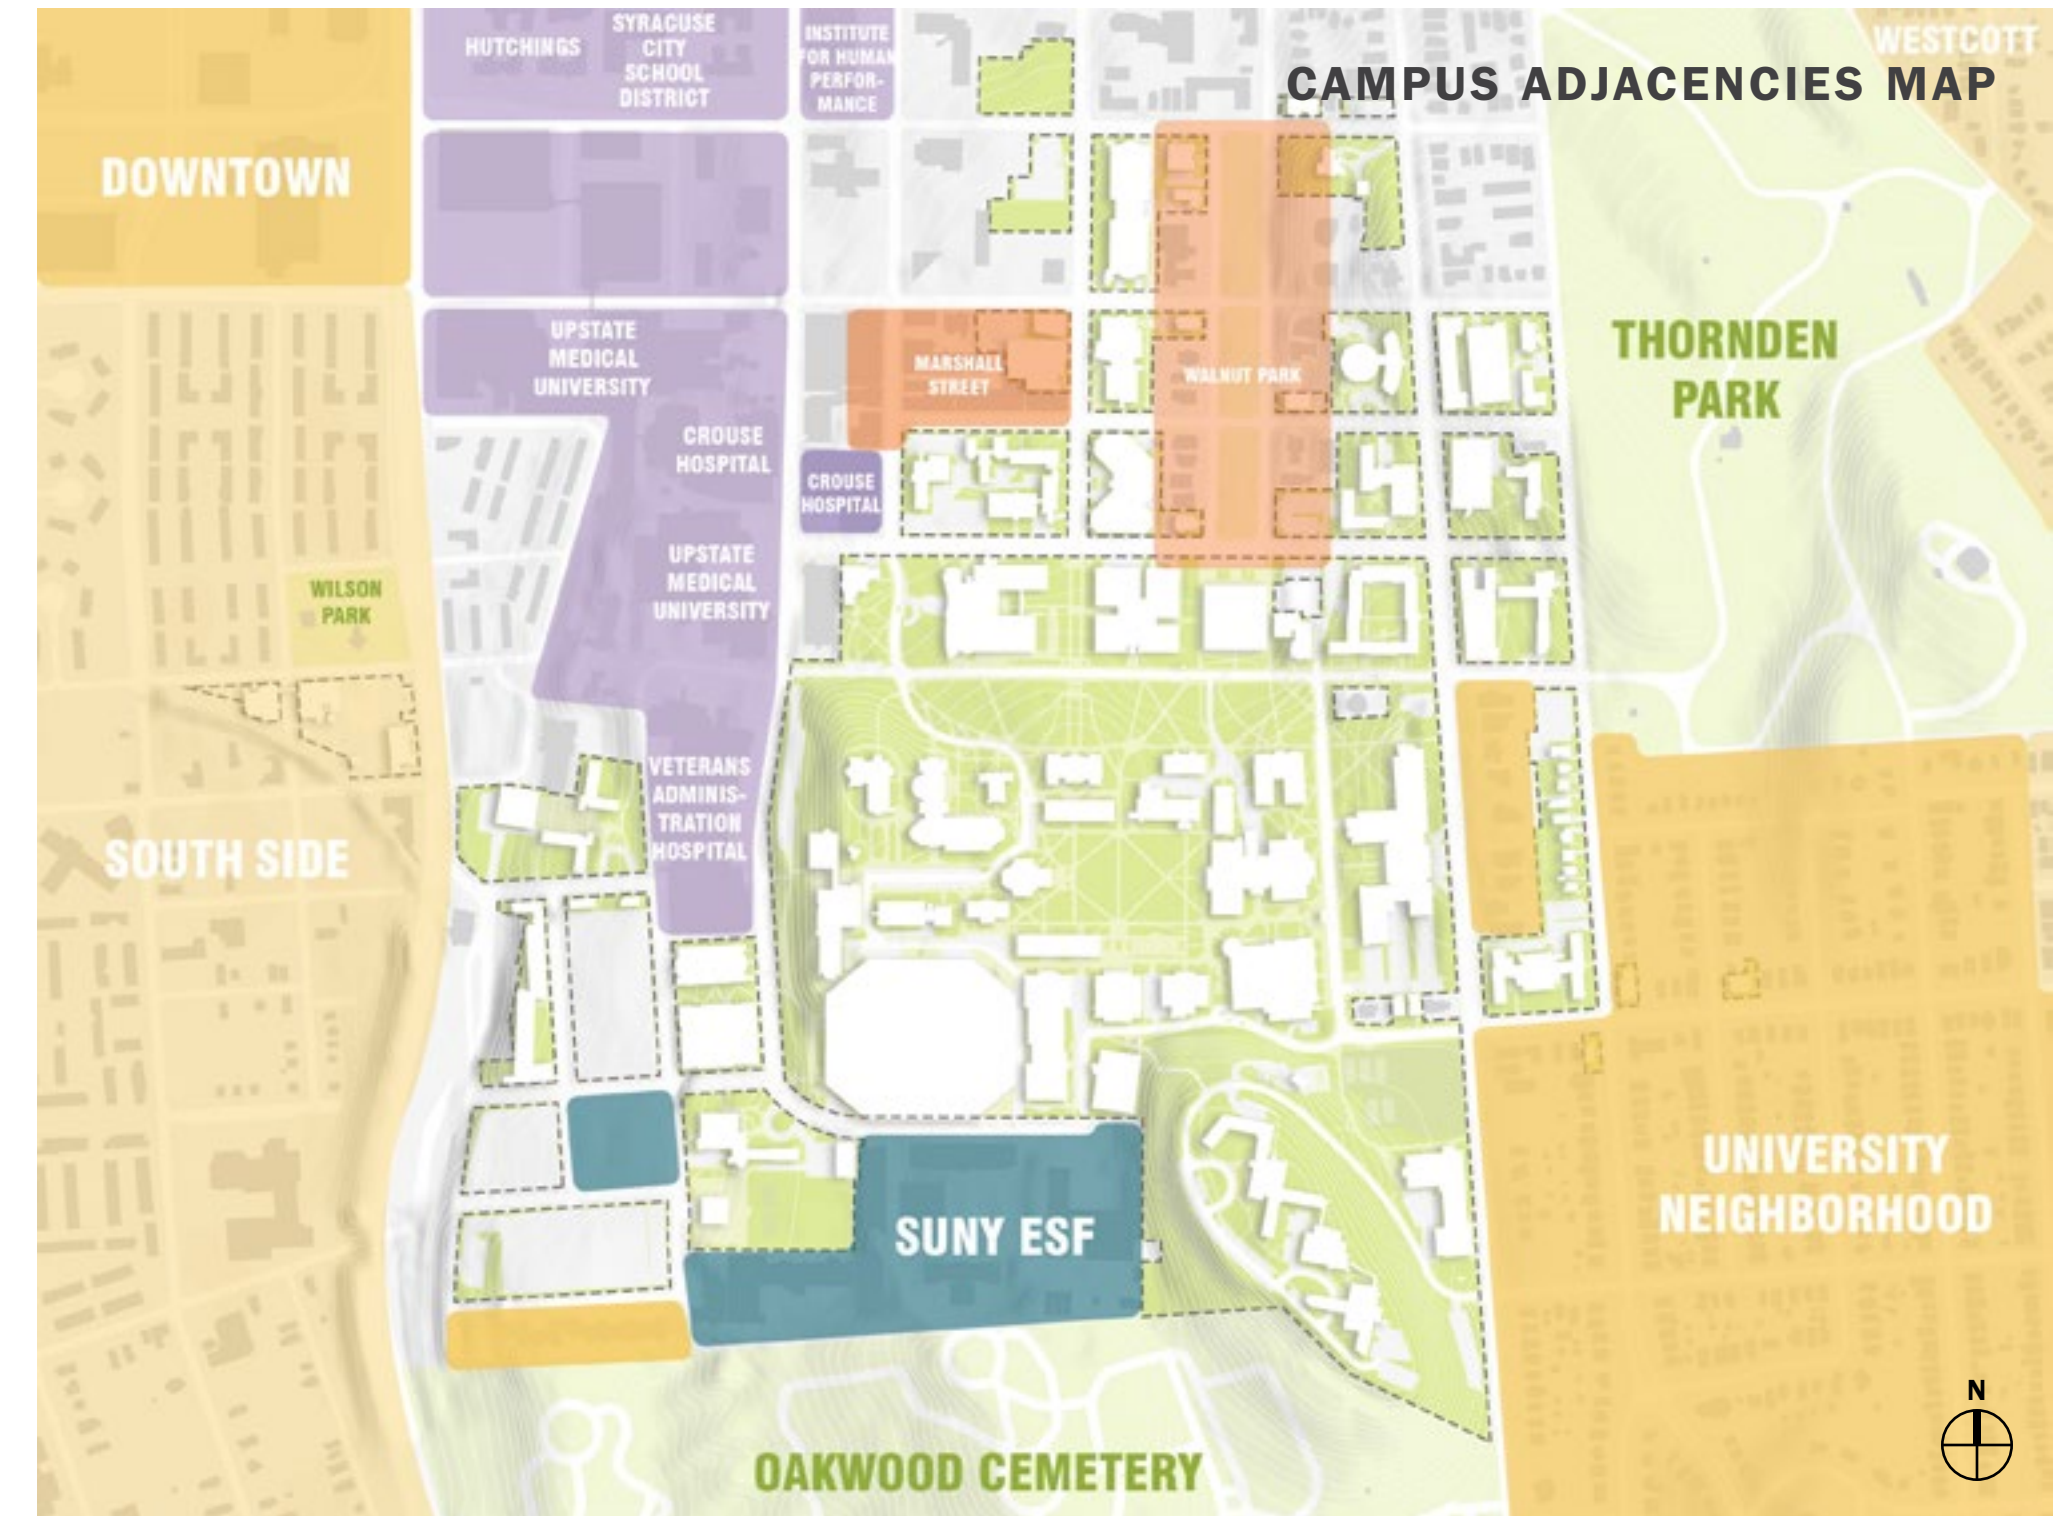 HUTCHINGS
SYRACUSE
CITY
SCHOOL
DISTRICT
INSTITUTE
FOR HUMAN
PERFOR-
MANCE
WESTCOTT
CAMPUS ADJACENCIES MAP
DOWNTOWN
UPSTATE
MEDICAL
UNIVERSITY
MARSHALL
STREET
WALNUT PARK
THORNDEN
PARK
CROUSE
HOSPITAL
CROUSE
HOSPITAL
UPSTATE
MEDICAL
UNIVERSITY
WILSON
PARK
VETERANS
ADMINIS-
TRATION
HOSPITAL
SOUTH SIDE
UNIVERSITY
NEIGHBORHOOD
SUNY ESF
N
OAKWOOD CEMETERY